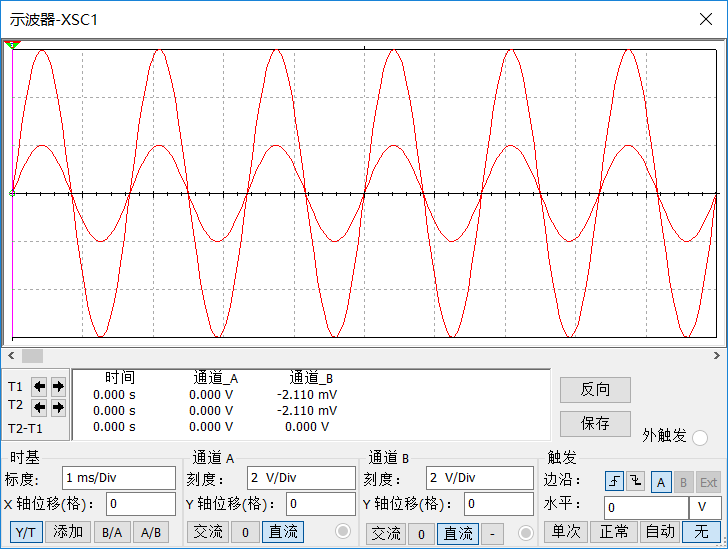 示波器-XSC1
时间 通道_A 通道_B
T1 0.000 s 0.000 V -2.110 mV
T2 0.000 s 0.000 V -2.110 mV
T2-T1 0.000 s 0.000 V 0.000 V
反向
保存
外触发
时基 通道 A 通道 B 触发
标度: 1 ms/Div 刻度: 2 V/Div 刻度: 2 V/Div 边沿: A B Ext
X 轴位移(格): 0 Y 轴位移(格): 0 Y 轴位移(格): 0 水平: 0 V
Y/T 添加 B/A A/B 交流 0 直流 交流 0 直流 - 单次 正常 自动 无